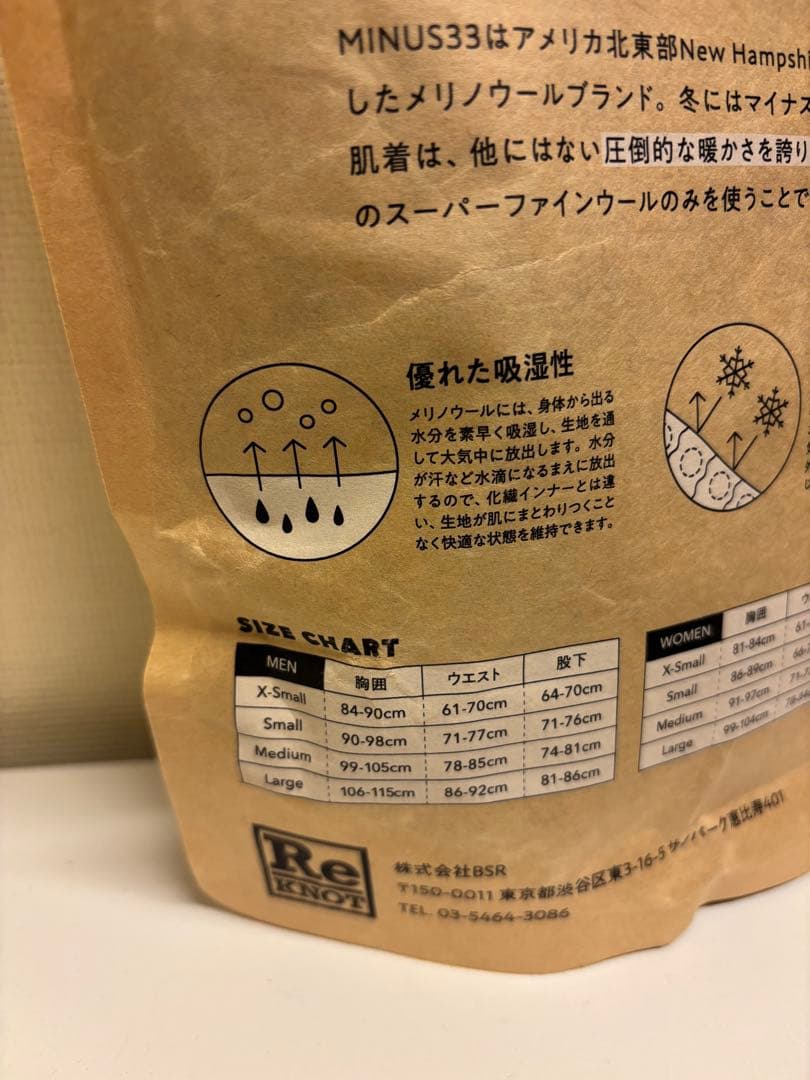 MINUS33はアメリカ北東部New Hampshi
したメリノウールブランド。冬にはマイナス
肌着は、他にはない圧倒的な暖かさを誇り
のスーパーファインウールのみを使うことで
優れた吸湿性
メリノウールには、身体から出る
水分を素早く吸湿し、生地を通
して大気中に放出します。水分
が汗など水滴になるまえに放出
するので、化繊インナーとは違
い、生地が肌にまとわりつくこと
なく快適な状態を維持できます。
SIZE CHART
MEN 胸囲 ウエスト 股下
X-Small 84-90cm 61-70cm 64-70cm
Small 90-98cm 71-77cm 71-76cm
Medium 99-105cm 78-85cm 74-81cm
Large 106-115cm 86-92cm 81-86cm
WOMEN 胸囲 ウ
X-Small 81-84cm 61-
Small 86-89cm 66-
Medium 91-97cm 71-
Large 99-104cm
Re
KNOT
株式会社BSR
〒150-0011 東京都渋谷区東3-16-5 サンパーク恵比寿401
TEL. 03-5464-3086